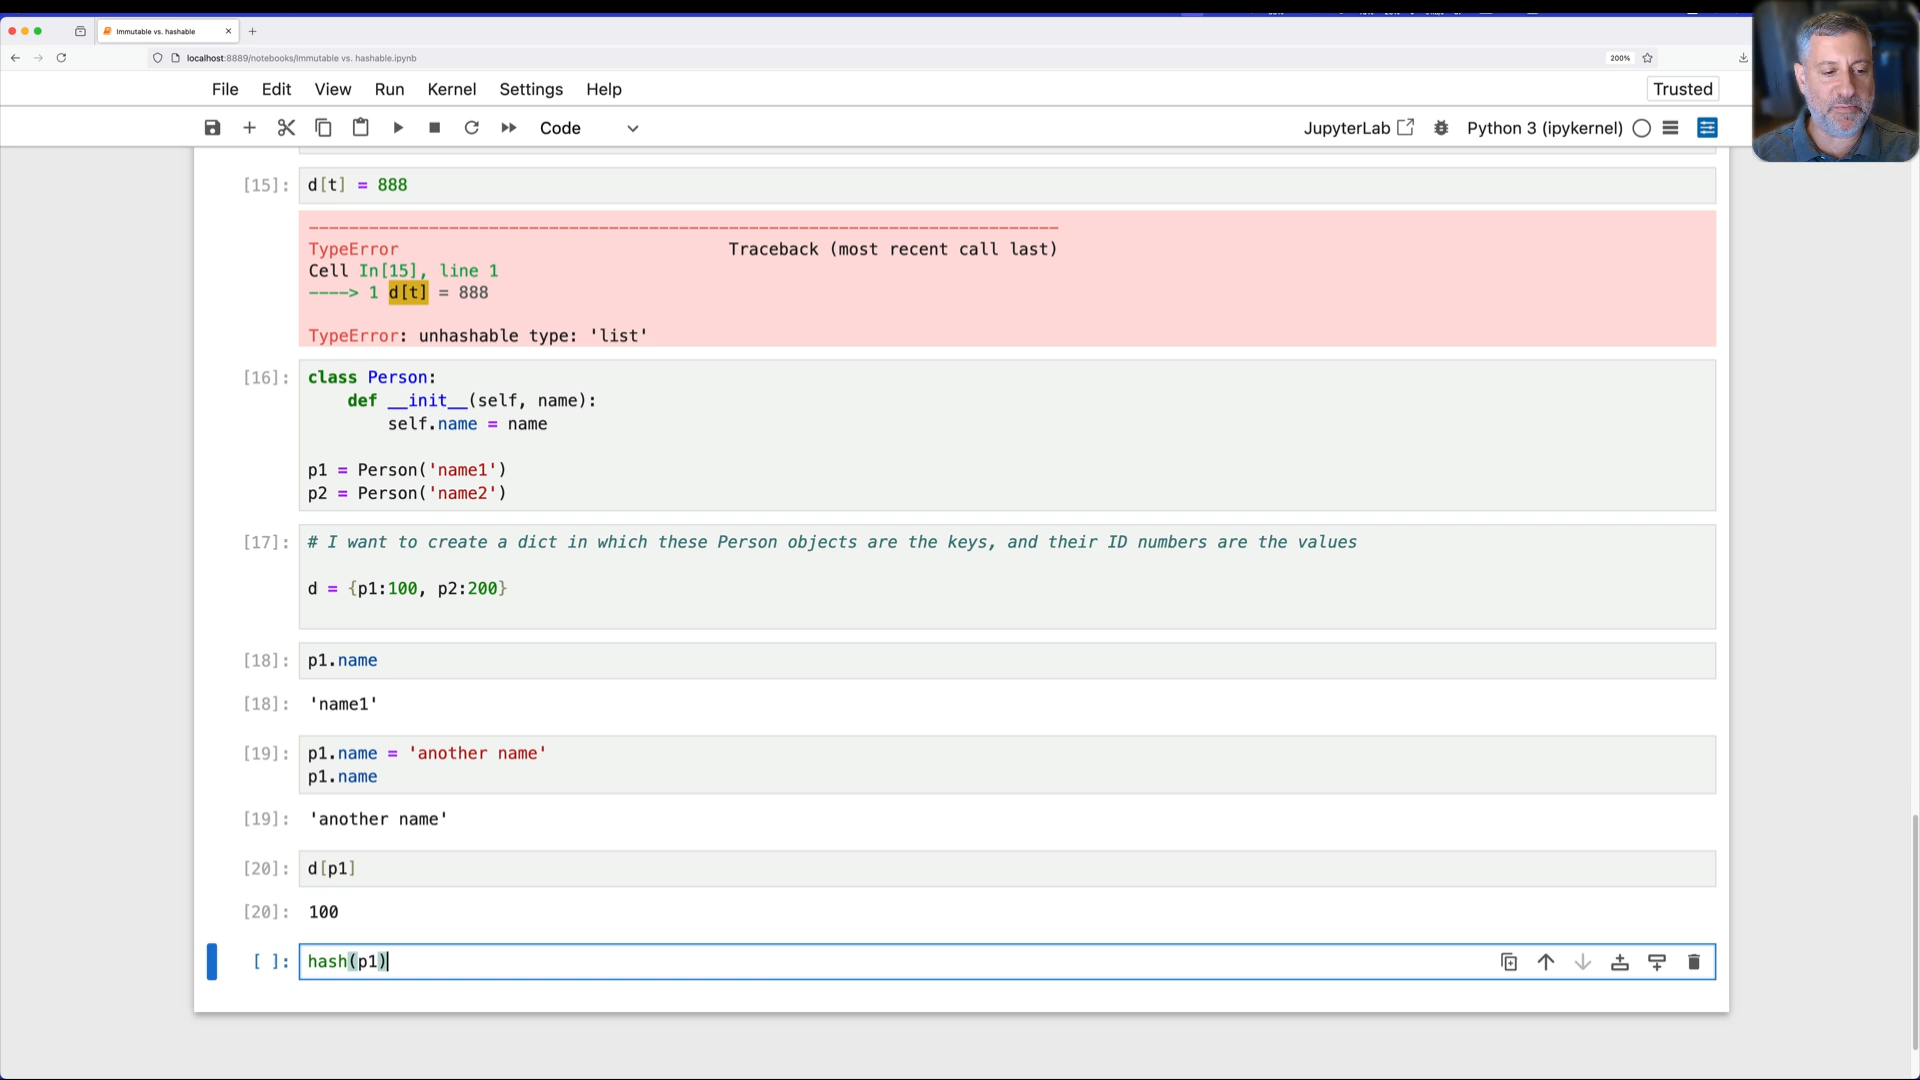 Immutable vs. hashable
localhost:8889/notebooks/Immutable vs. hashable.ipynb
200%
File Edit View Run Kernel Settings Help
Trusted
Code
JupyterLab
Python 3 (ipykernel)
[15]: d[t] = 888
TypeError Traceback (most recent call last)
Cell In[15], line 1
----> 1 d[t] = 888
TypeError: unhashable type: 'list'
[16]: class Person:
def __init__(self, name):
self.name = name
p1 = Person('name1')
p2 = Person('name2')
[17]: # I want to create a dict in which these Person objects are the keys, and their ID numbers are the values
d = {p1:100, p2:200}
[18]: p1.name
[18]: 'name1'
[19]: p1.name = 'another name'
p1.name
[19]: 'another name'
[20]: d[p1]
[20]: 100
[ ]: hash(p1)